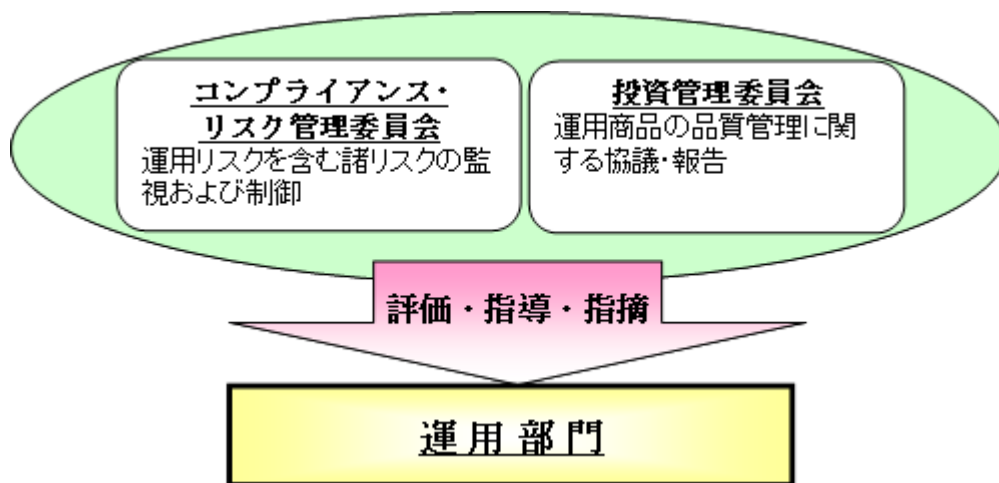 コンプライアンス・
リスク管理委員会
運用リスクを含む諸リスクの監
視および制御
投資管理委員会
運用商品の品質管理に関
する協議・報告
評価・指導・指摘
運用部門